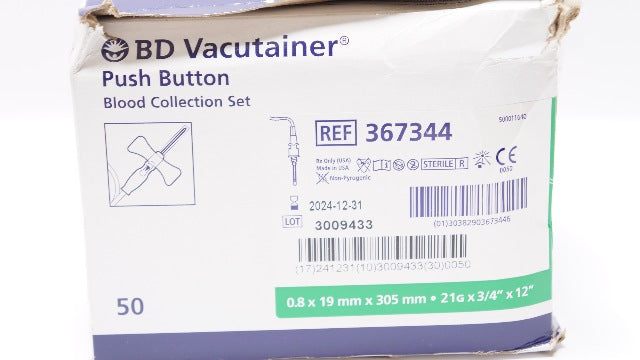 BD Vacutainer®
Push Button
Blood Collection Set
REF 367344
Rx Only (USA)
Made in USA
Non-Pyrogenic
STERILE R
CE
0050
2024-12-31
LOT 3009433
(01)30382903673446
(17)241231(10)3009433(30)0050
50
0.8 x 19 mm x 305 mm • 21G x 3/4" x 12"